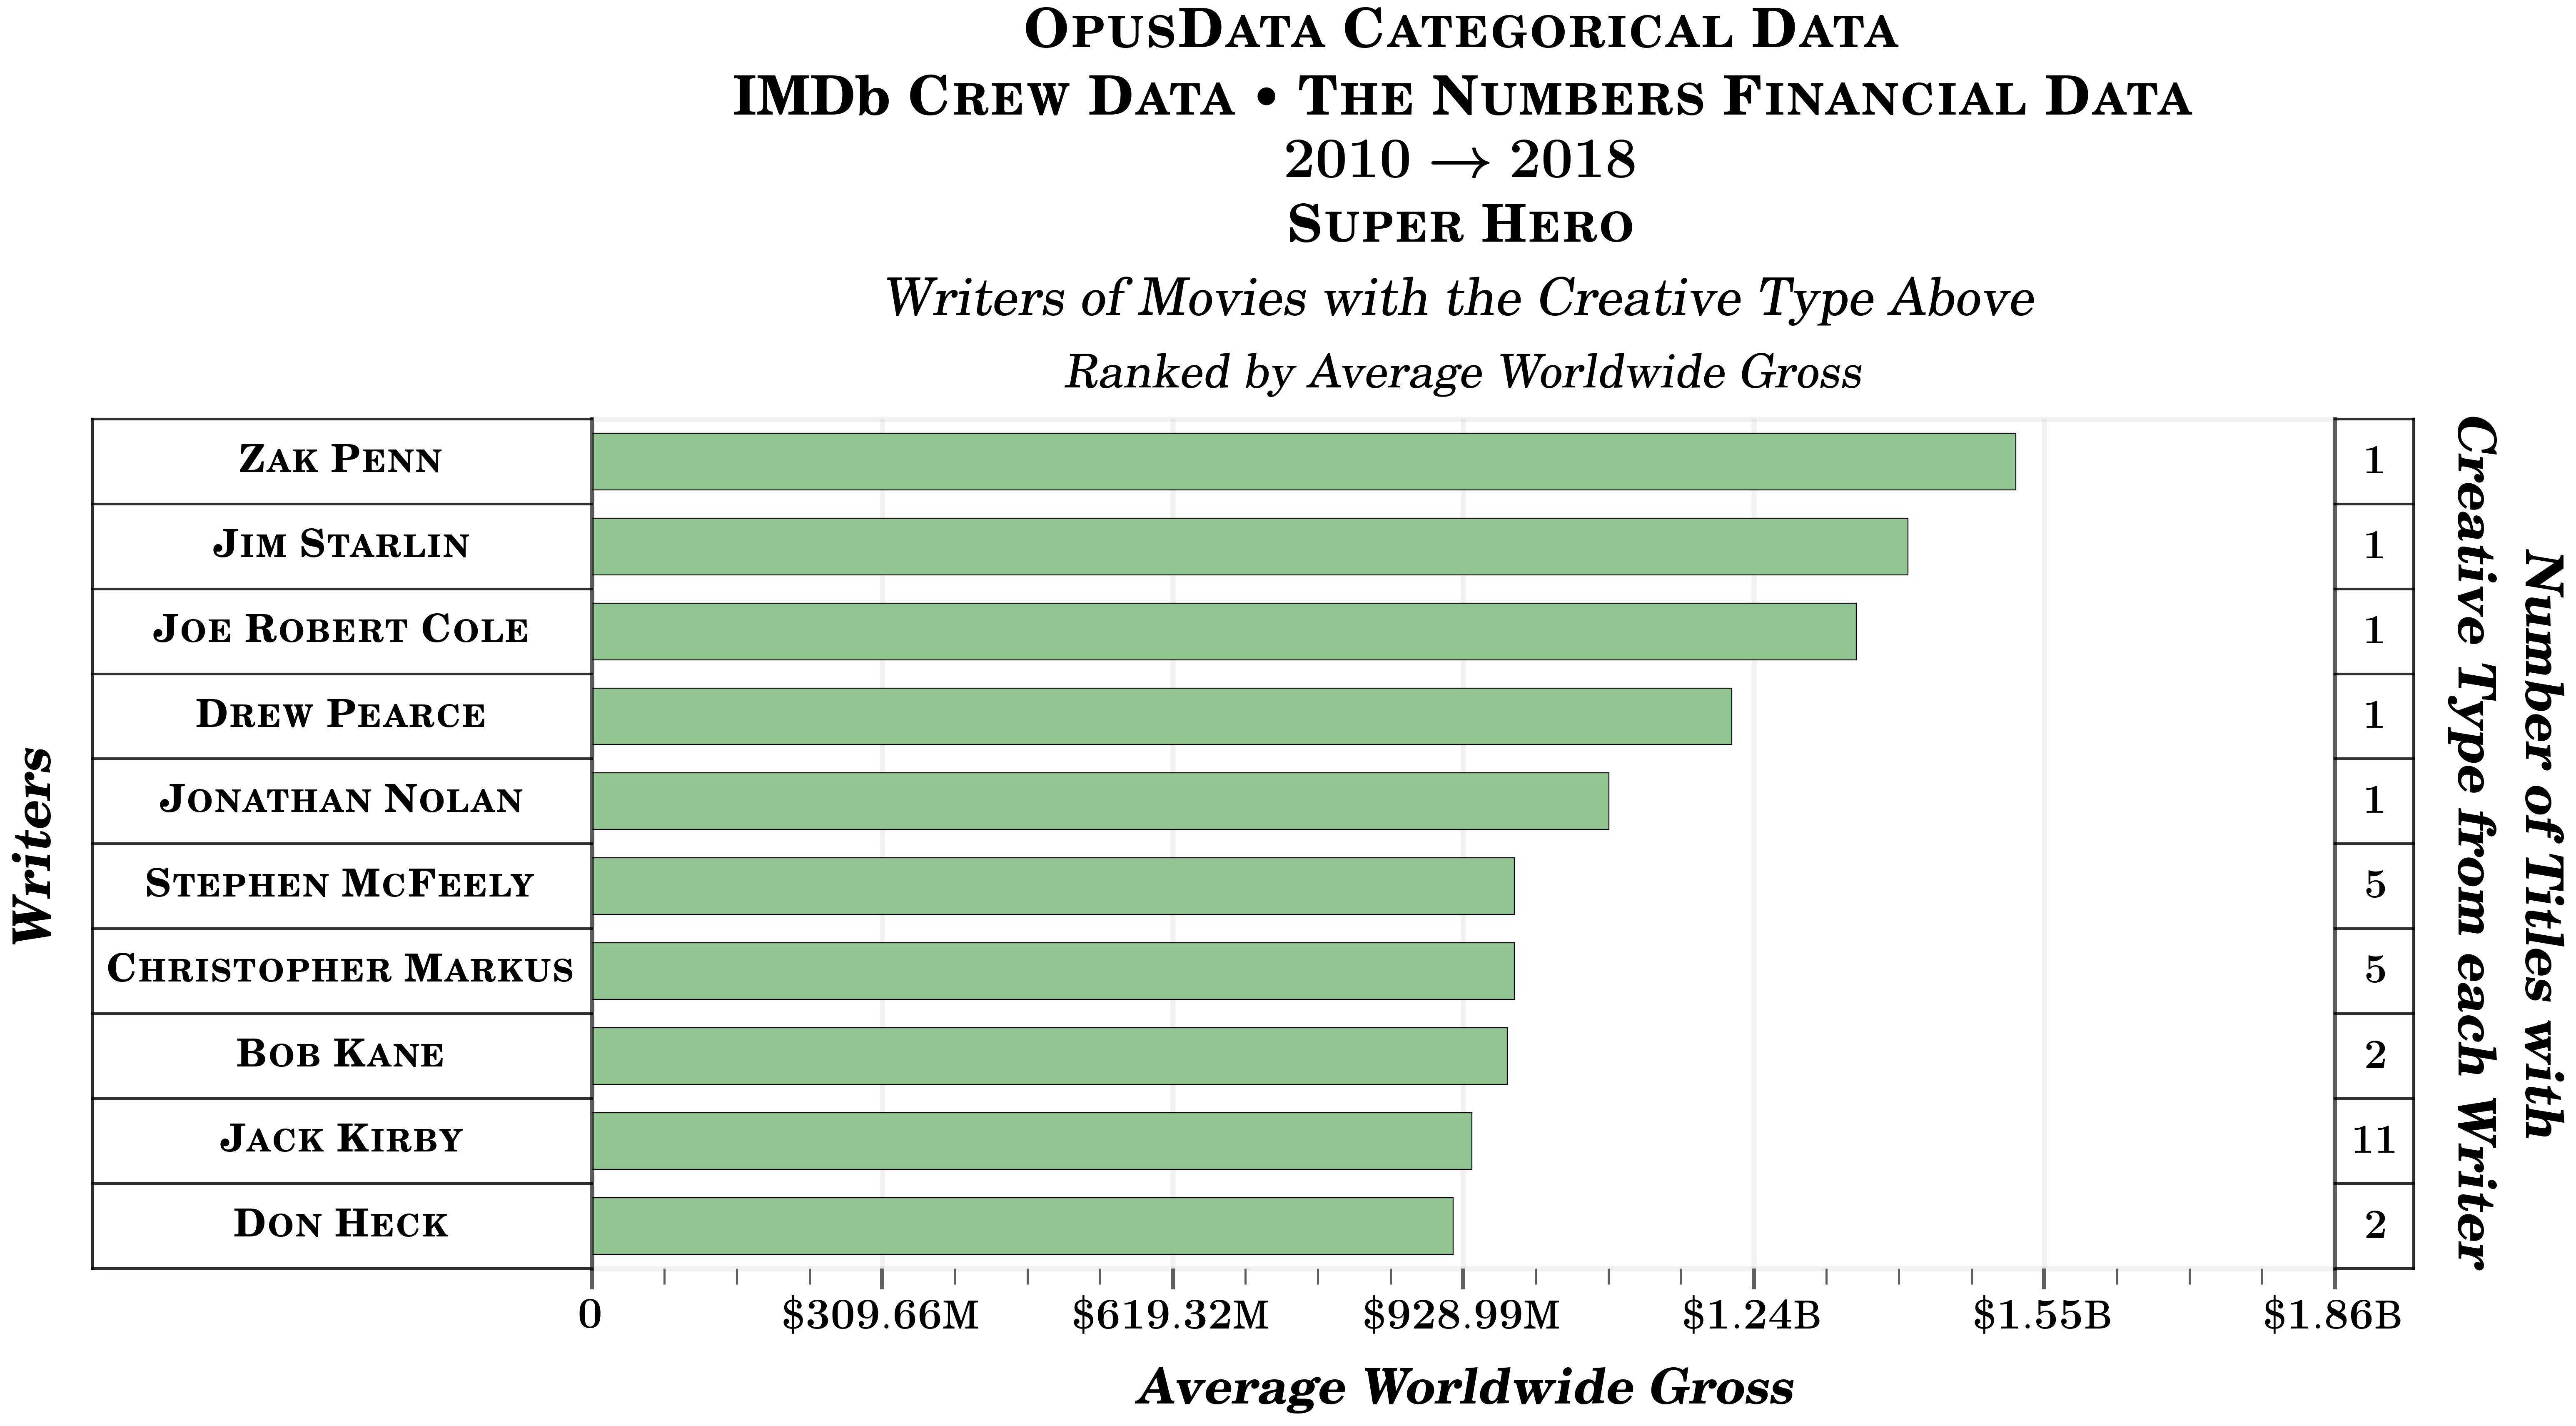 OpusData Categorical Data
IMDb Crew Data • The Numbers Financial Data
2010 → 2018
Super Hero
Writers of Movies with the Creative Type Above
Ranked by Average Worldwide Gross
Writers
Zak Penn 1
Jim Starlin 1
Joe Robert Cole 1
Drew Pearce 1
Jonathan Nolan 1
Stephen McFeely 5
Christopher Markus 5
Bob Kane 2
Jack Kirby 11
Don Heck 2
Number of Titles with
Creative Type from each Writer
0 $309.66M $619.32M $928.99M $1.24B $1.55B $1.86B
Average Worldwide Gross